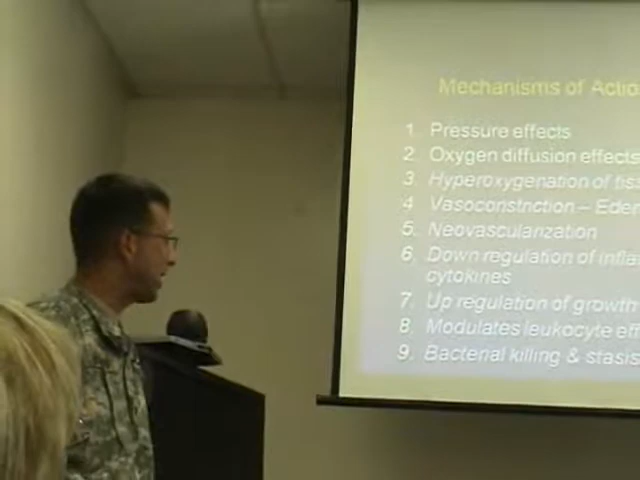 Mechanisms of Actio
1. Pressure effects
2. Oxygen diffusion effects
3. Hyperoxygenation of tiss
4. Vasoconstriction – Eden
5. Neovascularization
6. Down regulation of infla
cytokines
7. Up regulation of growth
8. Modulates leukocyte eff
9. Bacterial killing & stasis